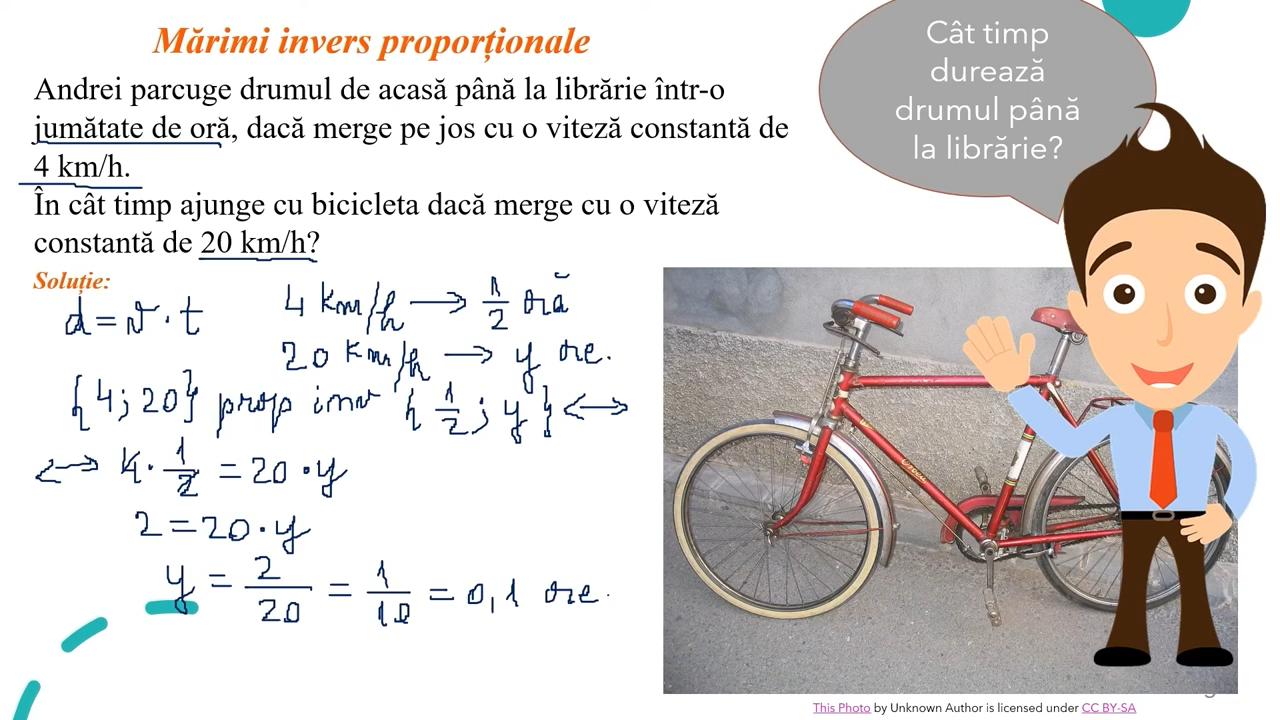 Mărimi invers proporționale
Andrei parcuge drumul de acasă până la librărie într-o
jumătate de oră, dacă merge pe jos cu o viteză constantă de
4 km/h.
În cât timp ajunge cu bicicleta dacă merge cu o viteză
constantă de 20 km/h?
Soluție:
d = v · t
4 km/h → 1/2 oră
20 km/h → y ore.
{4; 20} prop inv {1/2; y} ⟷
⟷ 4 · 1/2 = 20 · y
2 = 20 · y
y = 2/20 = 1/10 = 0,1 ore.
Cât timp
durează
drumul până
la librărie?
This Photo by Unknown Author is licensed under CC BY-SA